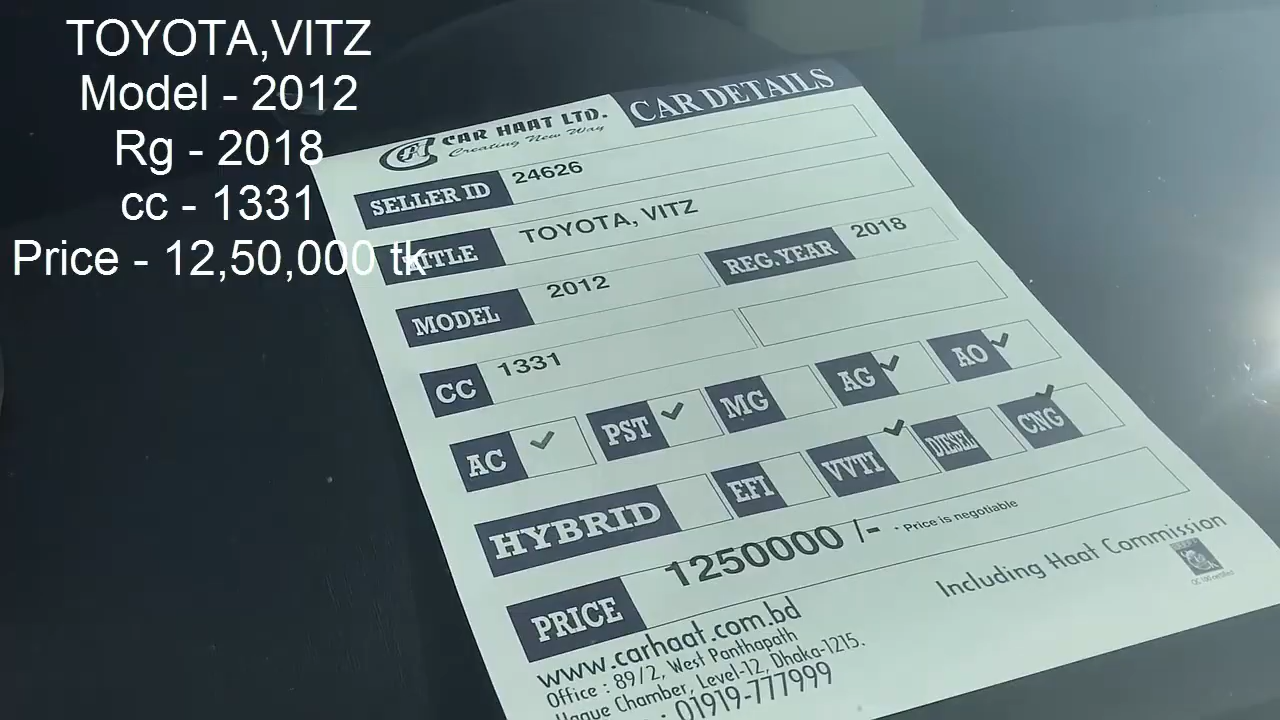 TOYOTA,VITZ
Model - 2012
Rg - 2018
cc - 1331
Price - 12,50,000 tk
CAR HAAT LTD.
Creating New Way
CAR DETAILS
SELLER ID 24626
TITLE TOYOTA, VITZ
MODEL 2012 REG.YEAR 2018
CC 1331
AC ✓ PST ✓ MG AG ✓ AO ✓
HYBRID EFI VVTI ✓ DIESEL CNG ✓
PRICE 1250000 /- * Price is negotiable
Including Haat Commission
www.carhaat.com.bd
Office : 89/2, West Panthapath
Haque Chamber, Level-12, Dhaka-1215.
: 01919-777999